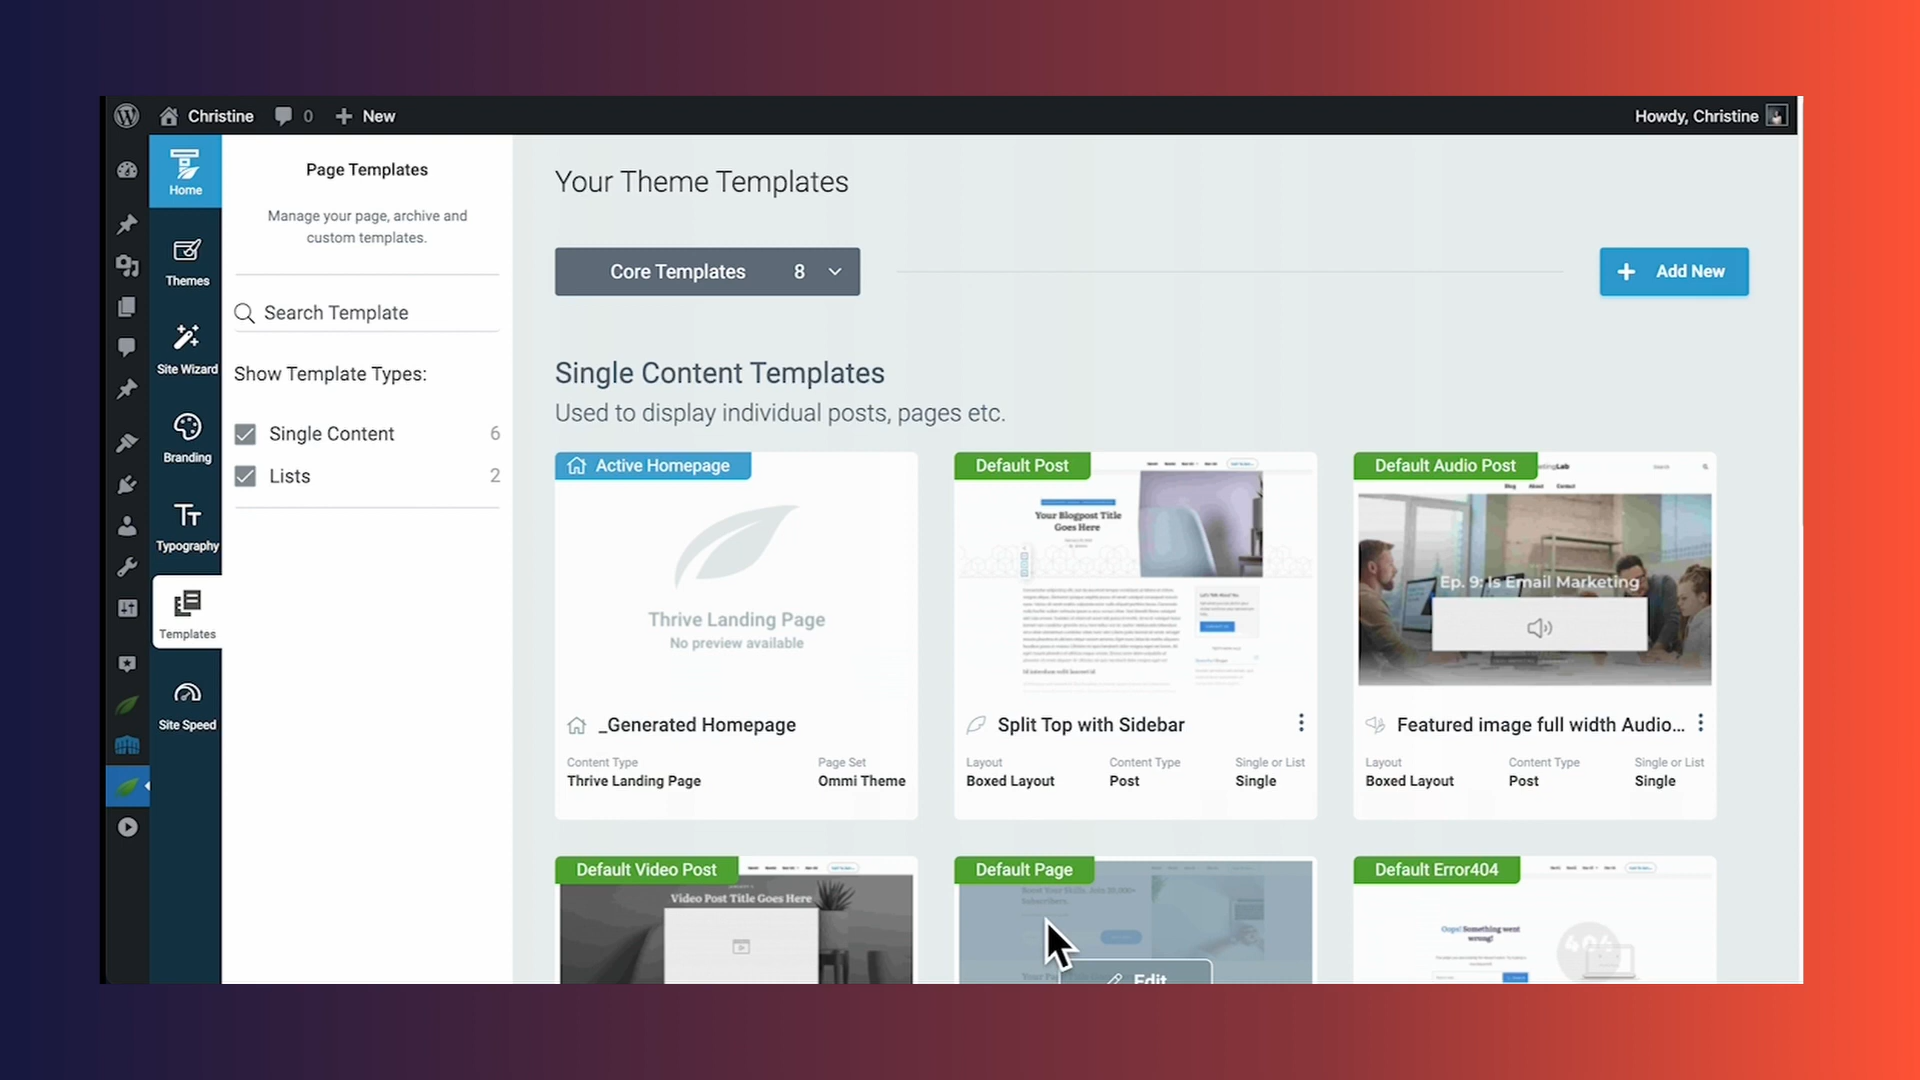 Christine
0
New
Howdy, Christine
Home
Themes
Site Wizard
Branding
Typography
Templates
Site Speed
Page Templates
Manage your page, archive and
custom templates.
Search Template
Show Template Types:
Single Content 6
Lists 2
Your Theme Templates
Core Templates 8
Add New
Single Content Templates
Used to display individual posts, pages etc.
Active Homepage
Thrive Landing Page
No preview available
_Generated Homepage
Content Type
Thrive Landing Page
Page Set
Ommi Theme
Default Post
Your Blogpost Title
Goes Here
Split Top with Sidebar
Layout
Boxed Layout
Content Type
Post
Single or List
Single
Default Audio Post
Blog About Contact
Search
Ep. 9: Is Email Marketing
Featured image full width Audio...
Layout
Boxed Layout
Content Type
Post
Single or List
Single
Default Video Post
Video Post Title Goes Here
Default Page
Edit
Default Error404
Oops! Something went
wrong!
404